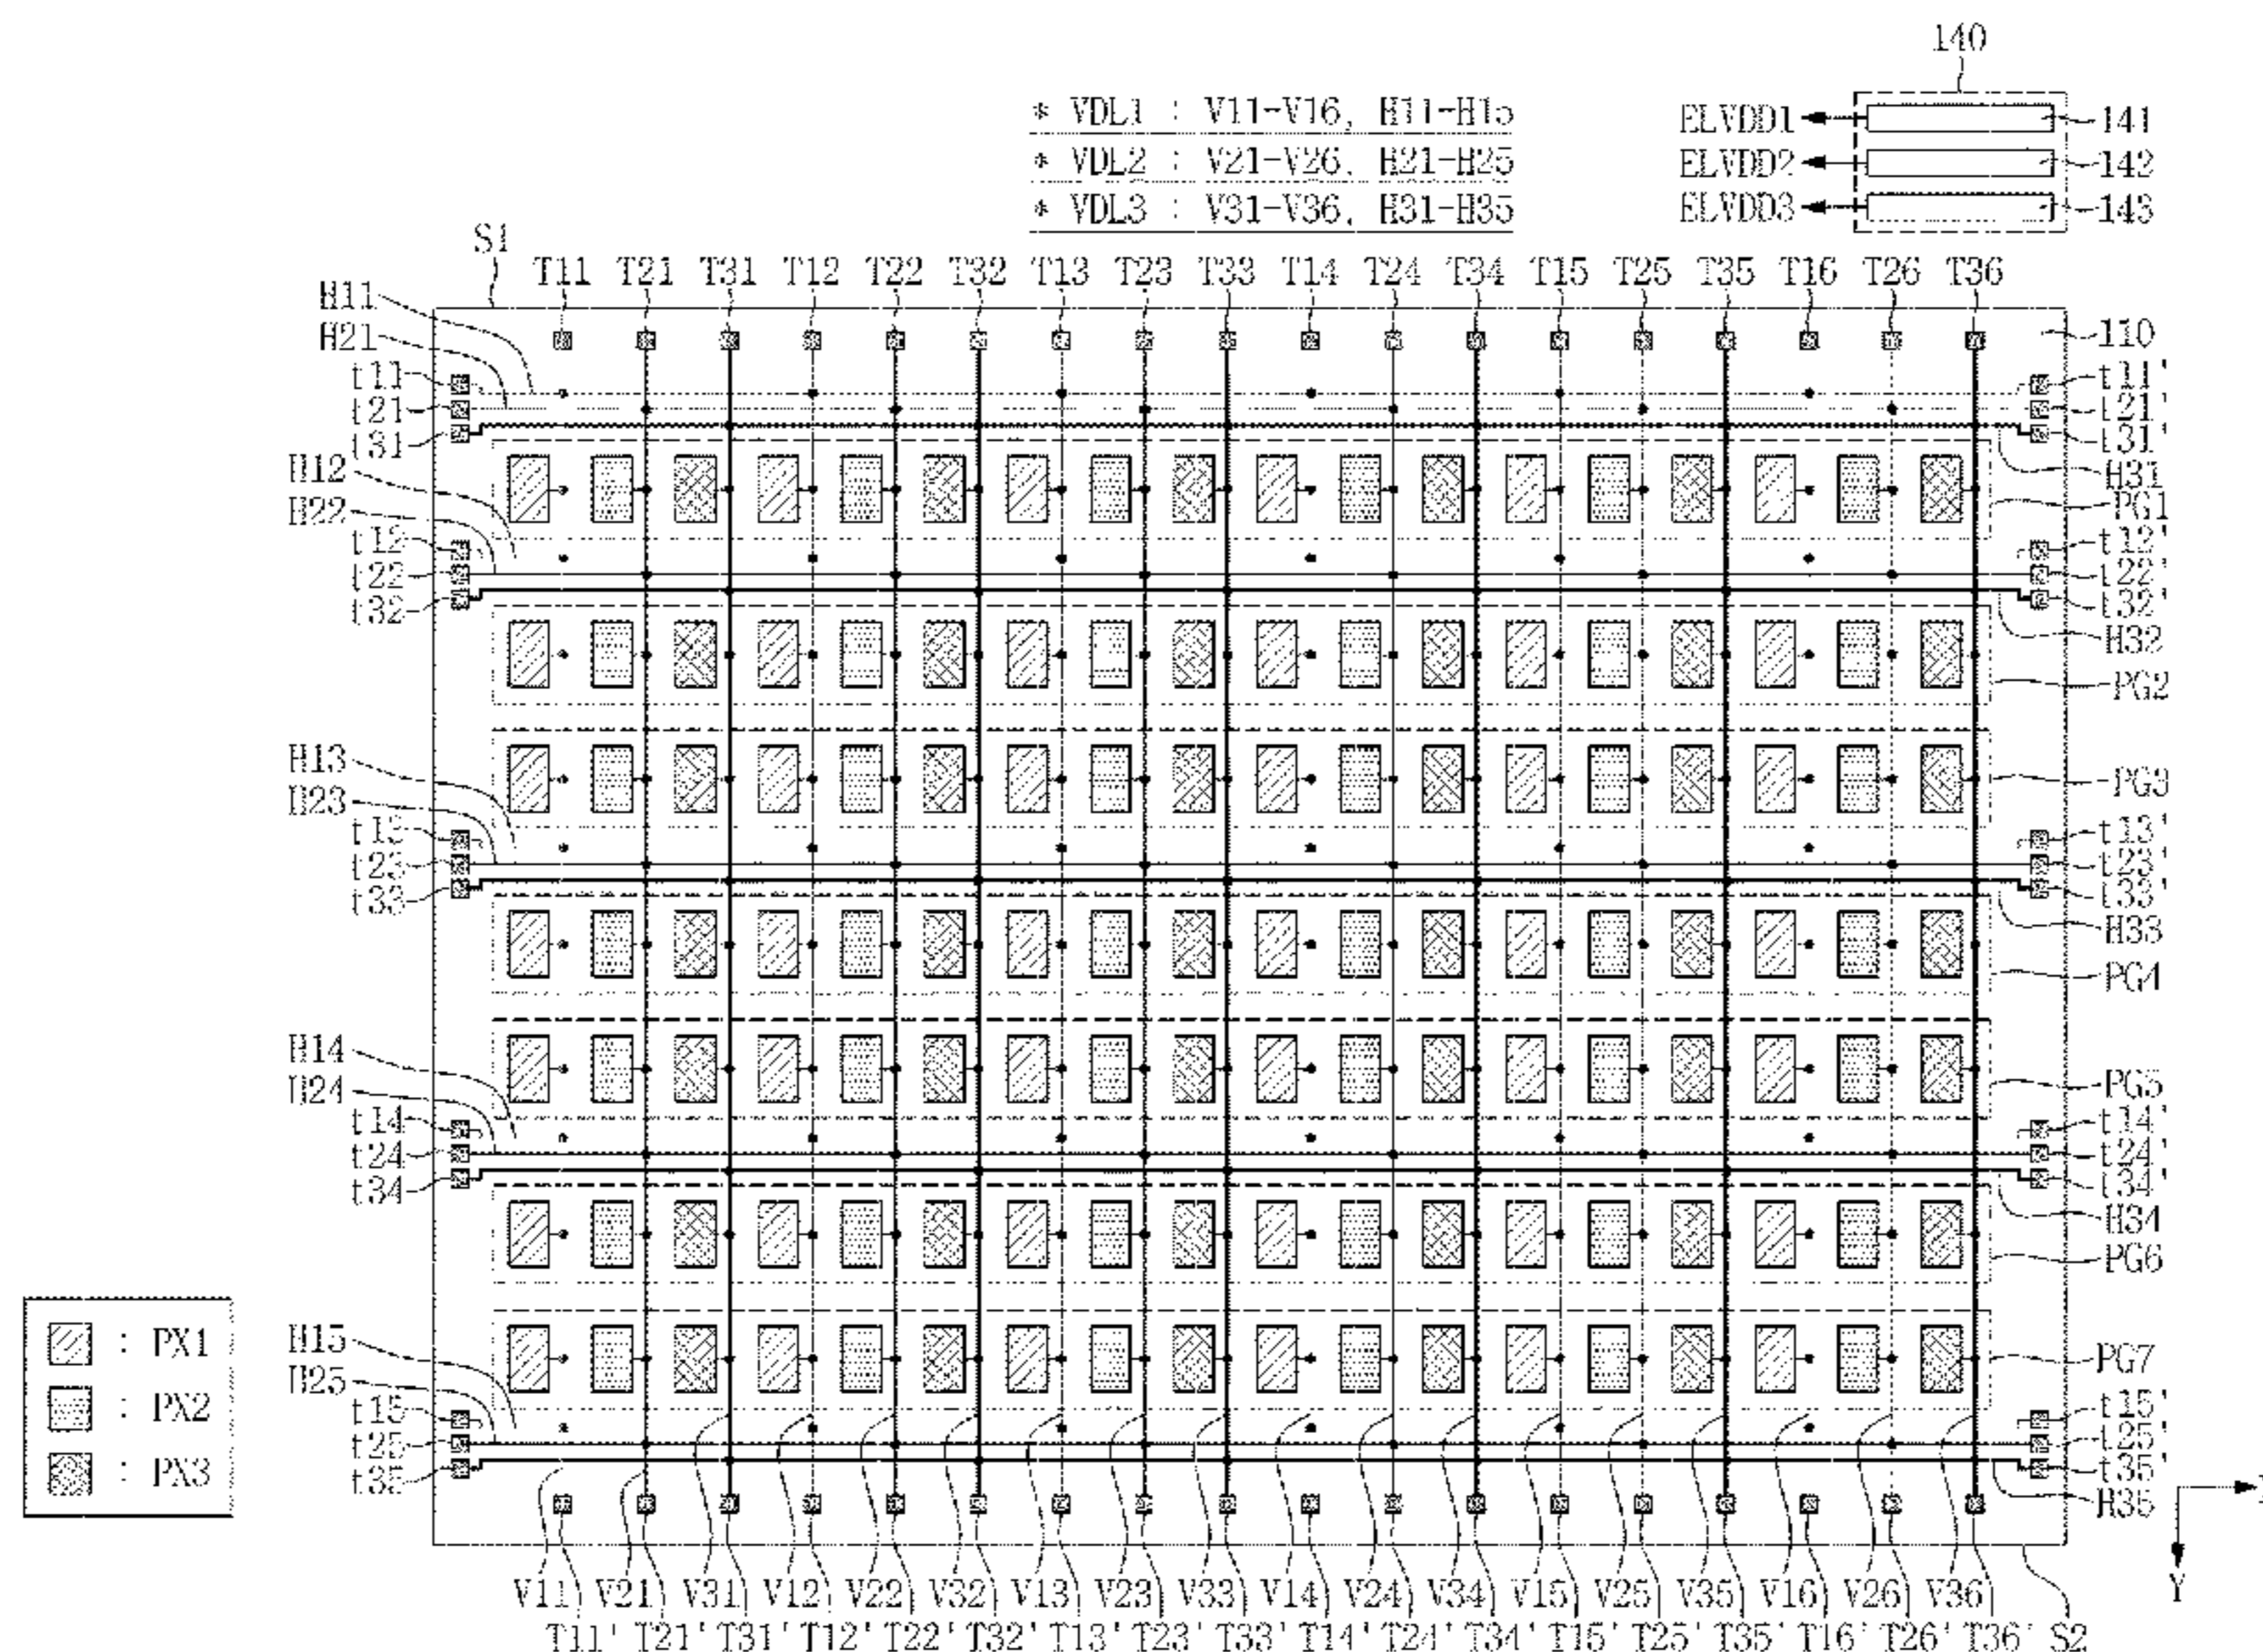 140
* VDL1 : V11-V16, H11-H15
* VDL2 : V21-V26, H21-H25
* VDL3 : V31-V36, H31-H35
ELVDD1
141
ELVDD2
142
ELVDD3
143
S1
T11 T21 T31 T12 T22 T32 T13 T23 T33 T14 T24 T34 T15 T25 T35 T16 T26 T36
H11
H21
110
t11
t11'
t21
t21'
t31
t31'
H31
H12
PG1
H22
t12
t12'
t22
t22'
t32
t32'
H32
PG2
H13
PG3
H23
t13
t13'
t23
t23'
t33
t33'
H33
PG4
H14
PG5
H24
t14
t14'
t24
t24'
t34
t34'
H34
PG6
H15
PG7
H25
t15
t15'
t25
t25'
t35
t35'
H35
: PX1
: PX2
: PX3
Y
V11 V21 V31 V12 V22 V32 V13 V23 V33 V14 V24 V34 V15 V25 V35 V16 V26 V36
T11' T21' T31' T12' T22' T32' T13' T23' T33' T14' T24' T34' T15' T25' T35' T16' T26' T36' S2